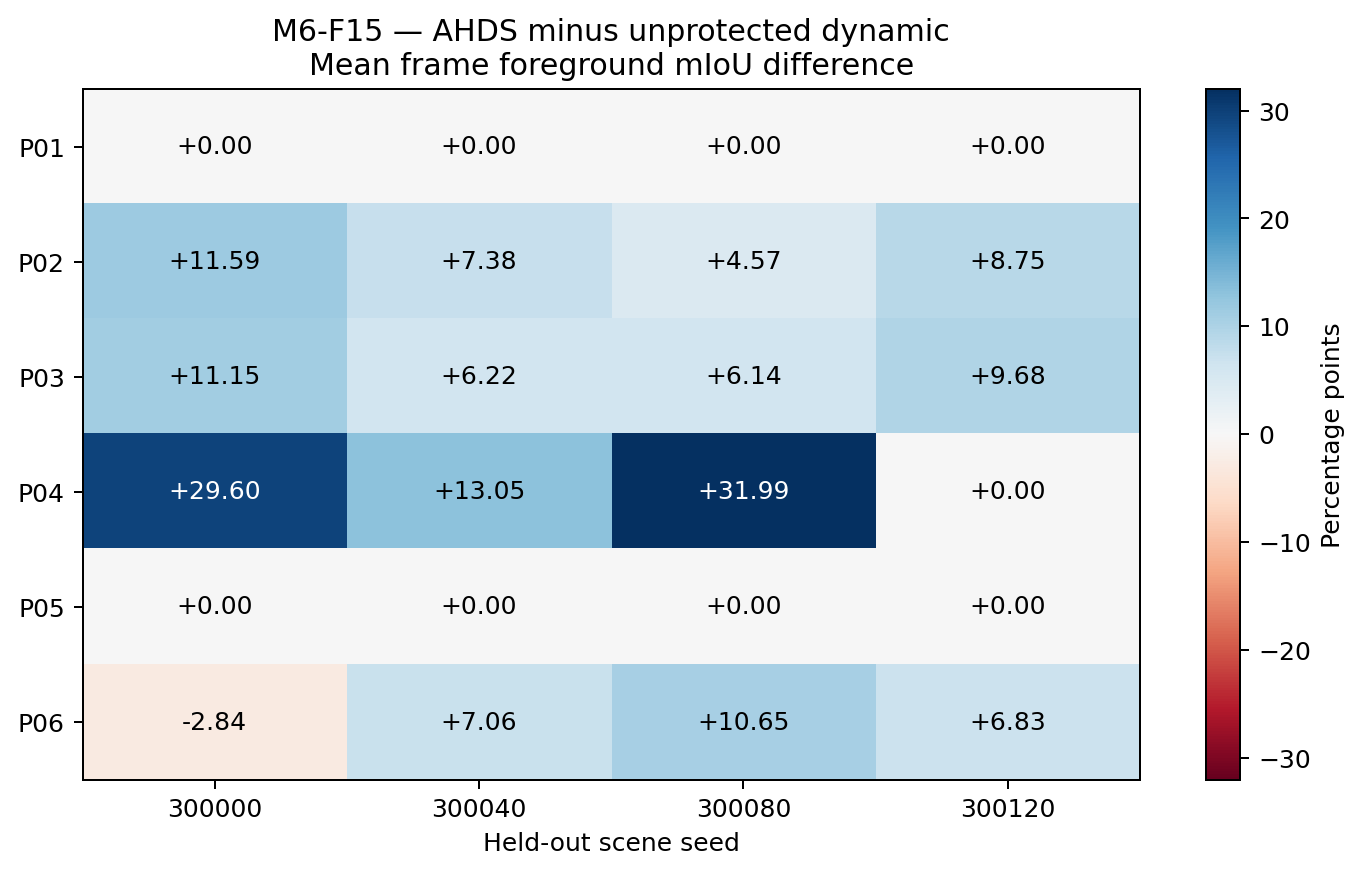 M6-F15 — AHDS minus unprotected dynamic
Mean frame foreground mIoU difference
P01 +0.00 +0.00 +0.00 +0.00
P02 +11.59 +7.38 +4.57 +8.75
P03 +11.15 +6.22 +6.14 +9.68
P04 +29.60 +13.05 +31.99 +0.00
P05 +0.00 +0.00 +0.00 +0.00
P06 -2.84 +7.06 +10.65 +6.83
300000 300040 300080 300120
Held-out scene seed
30
20
10
0
−10
−20
−30
Percentage points